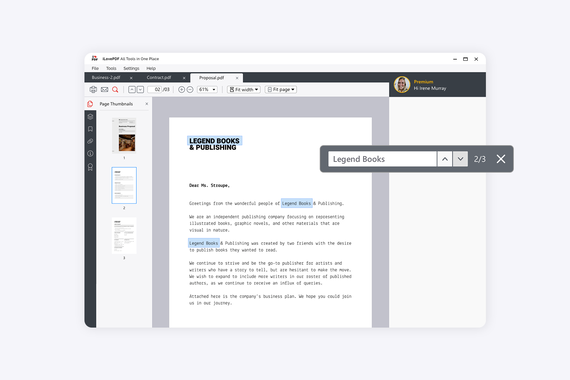 iLovePDF All Tools in One Place
File Tools Settings Help
Business-2.pdf × Contract.pdf × Proposal.pdf ×
02 /03 61% Fit width Fit page
Premium
Hi Irene Murray
Page Thumbnails ×
1
2
3
Legend Books 2/3
LEGEND BOOKS
& PUBLISHING
Dear Ms. Stroupe,
Greetings from the wonderful people of Legend Books & Publishing.
We are an independent publishing company focusing on representing
illustrated books, graphic novels, and other materials that are
visual in nature.
Legend Books & Publishing was created by two friends with the desire
to publish books they wanted to read.
We continue to strive and be the go-to publisher for artists and
writers who have a story to tell, but are hesitant to make the move.
We wish to expand to include more writers in our roster of published
authors, as we continue to receive an influx of queries.
Attached here is the company's business plan. We hope you could join
us in our journey.